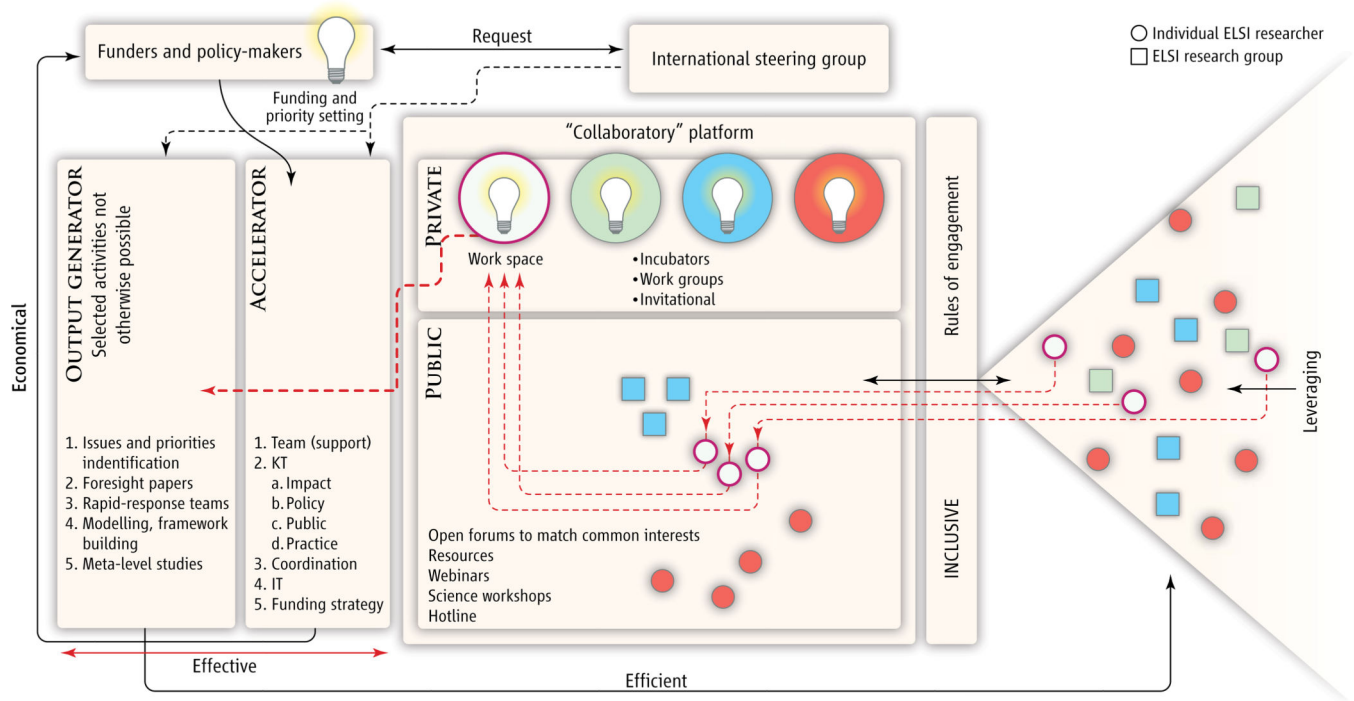 Funders and policy-makers
Request
International steering group
Individual ELSI researcher
ELSI research group
Funding and
priority setting
"Collaboratory" platform
OUTPUT GENERATOR
Selected activities not
otherwise possible
ACCELERATOR
PRIVATE
Work space
•Incubators
•Work groups
•Invitational
Rules of engagement
INCLUSIVE
Economical
PUBLIC
Leveraging
1. Issues and priorities
indentification
2. Foresight papers
3. Rapid-response teams
4. Modelling, framework
building
5. Meta-level studies
1. Team (support)
2. KT
a. Impact
b. Policy
c. Public
d. Practice
3. Coordination
4. IT
5. Funding strategy
Open forums to match common interests
Resources
Webinars
Science workshops
Hotline
Effective
Efficient